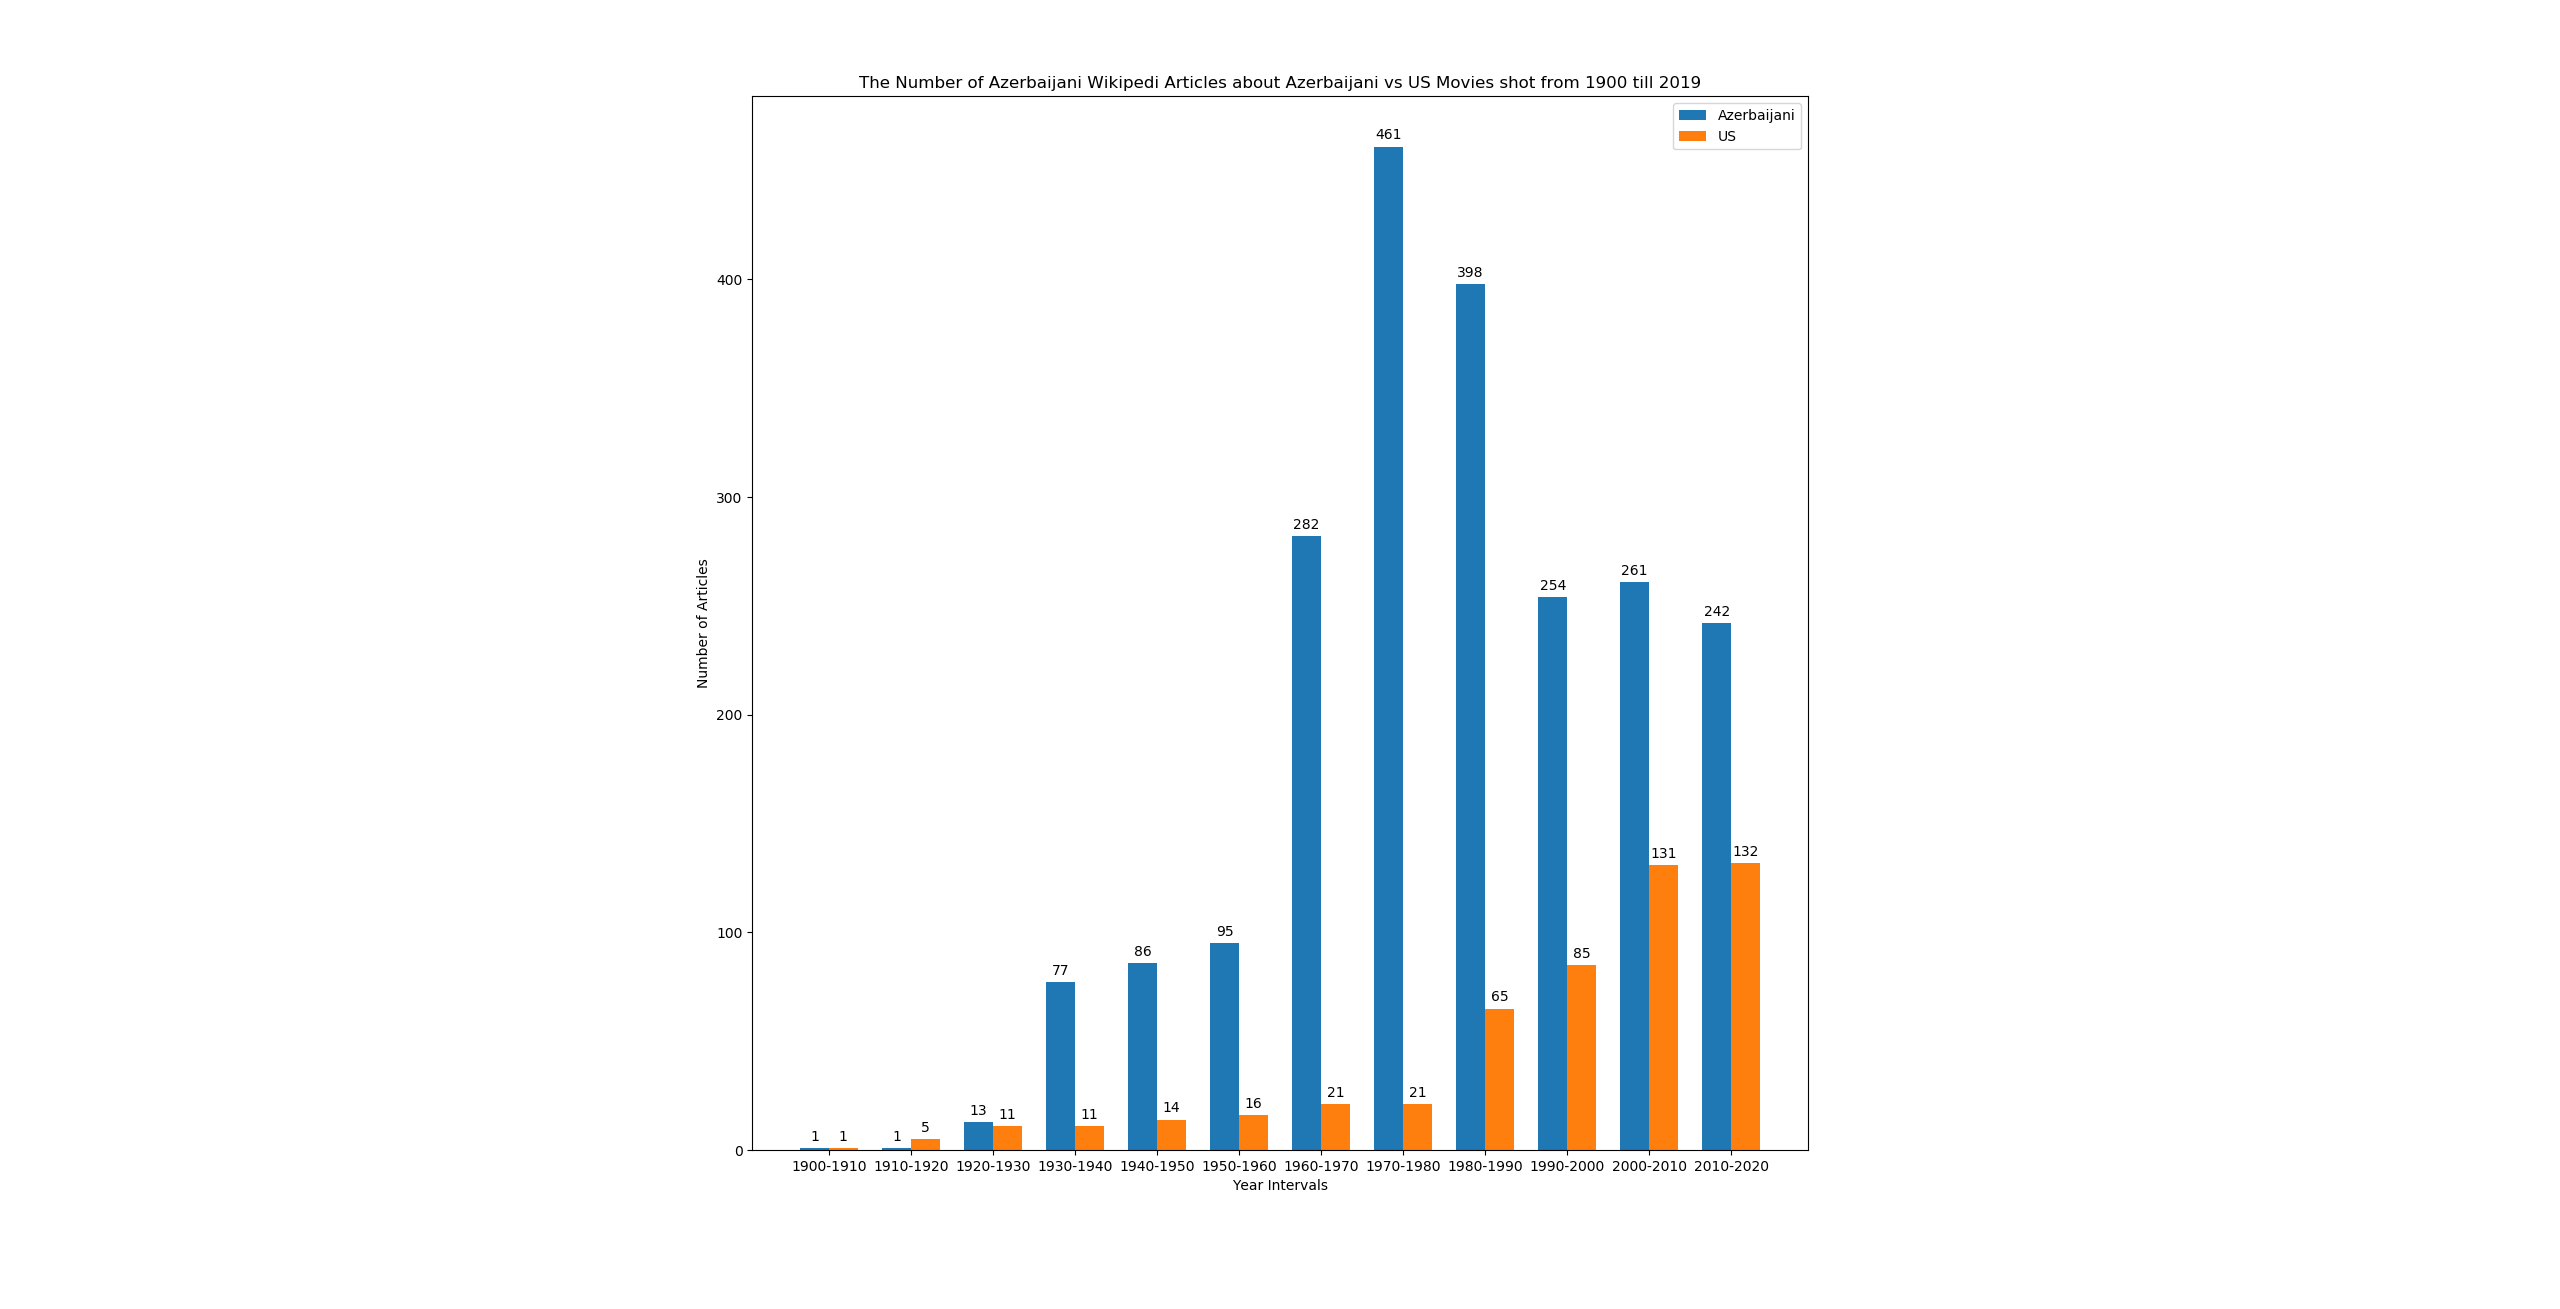 The Number of Azerbaijani Wikipedi Articles about Azerbaijani vs US Movies shot from 1900 till 2019
Azerbaijani
US
Number of Articles
400
300
200
100
0
1 1
1 5
13 11
77 11
86 14
95 16
282 21
461 21
398 65
254 85
261 131
242 132
1900-1910 1910-1920 1920-1930 1930-1940 1940-1950 1950-1960 1960-1970 1970-1980 1980-1990 1990-2000 2000-2010 2010-2020
Year Intervals